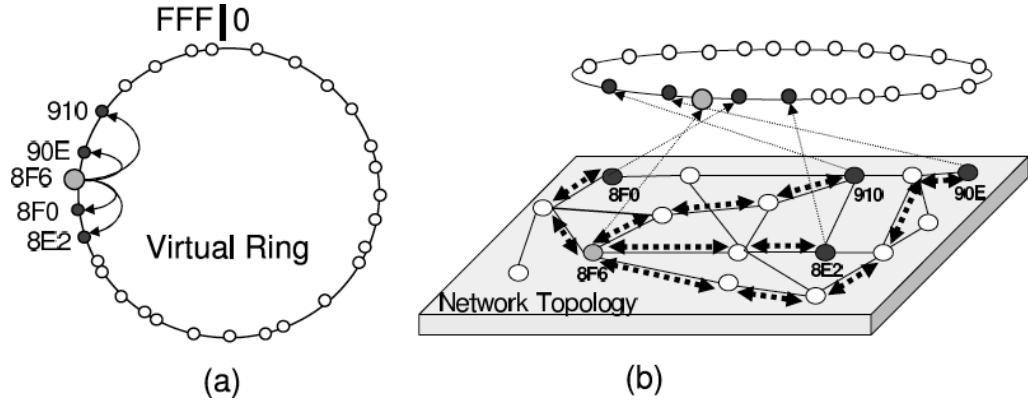 FFF 0
910
90E
8F6
8F0
8E2
Virtual Ring
(a)
8F0
910
90E
8F6
8E2
Network Topology
(b)